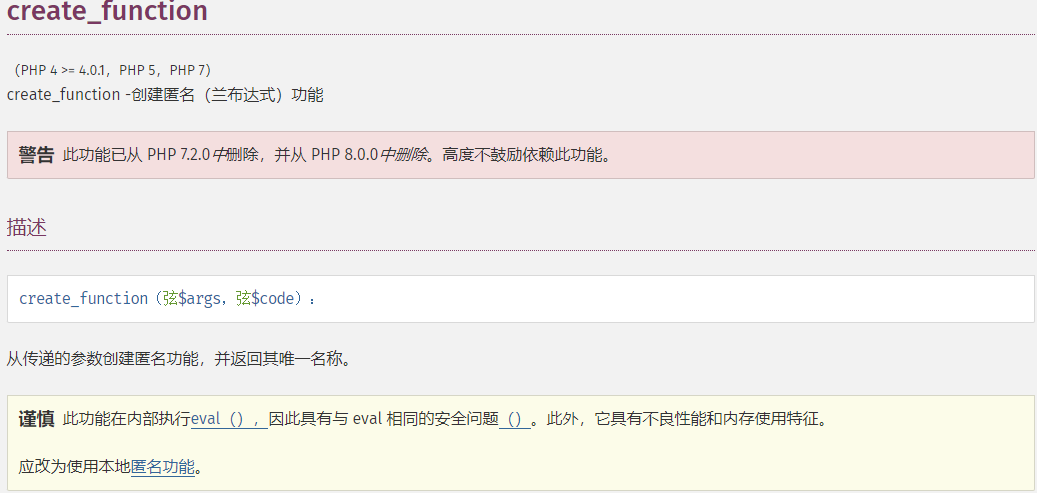 create_function
（PHP 4 >= 4.0.1，PHP 5，PHP 7）
create_function -创建匿名（兰布达式）功能
警告 此功能已从 PHP 7.2.0中删除，并从 PHP 8.0.0中删除。高度不鼓励依赖此功能。
描述
create_function（弦$args，弦$code）：
从传递的参数创建匿名功能，并返回其唯一名称。
谨慎 此功能在内部执行eval（），因此具有与 eval 相同的安全问题（）。此外，它具有不良性能和内存使用特征。
应改为使用本地匿名功能。